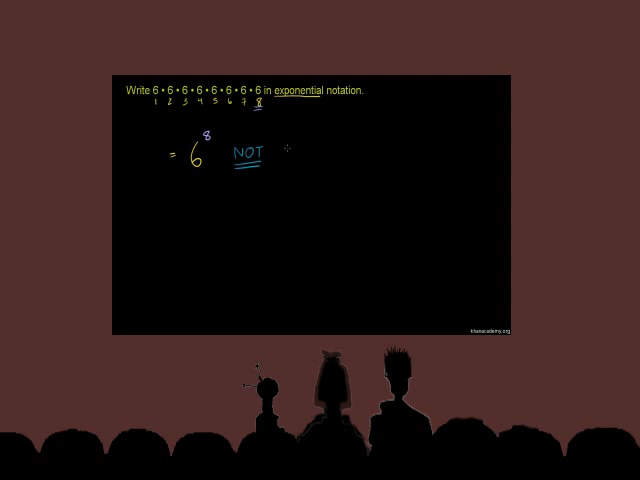 Write 6 • 6 • 6 • 6 • 6 • 6 • 6 • 6 in exponential notation.
1 2 3 4 5 6 7 8
= 6⁸ NOT
khanacademy.org